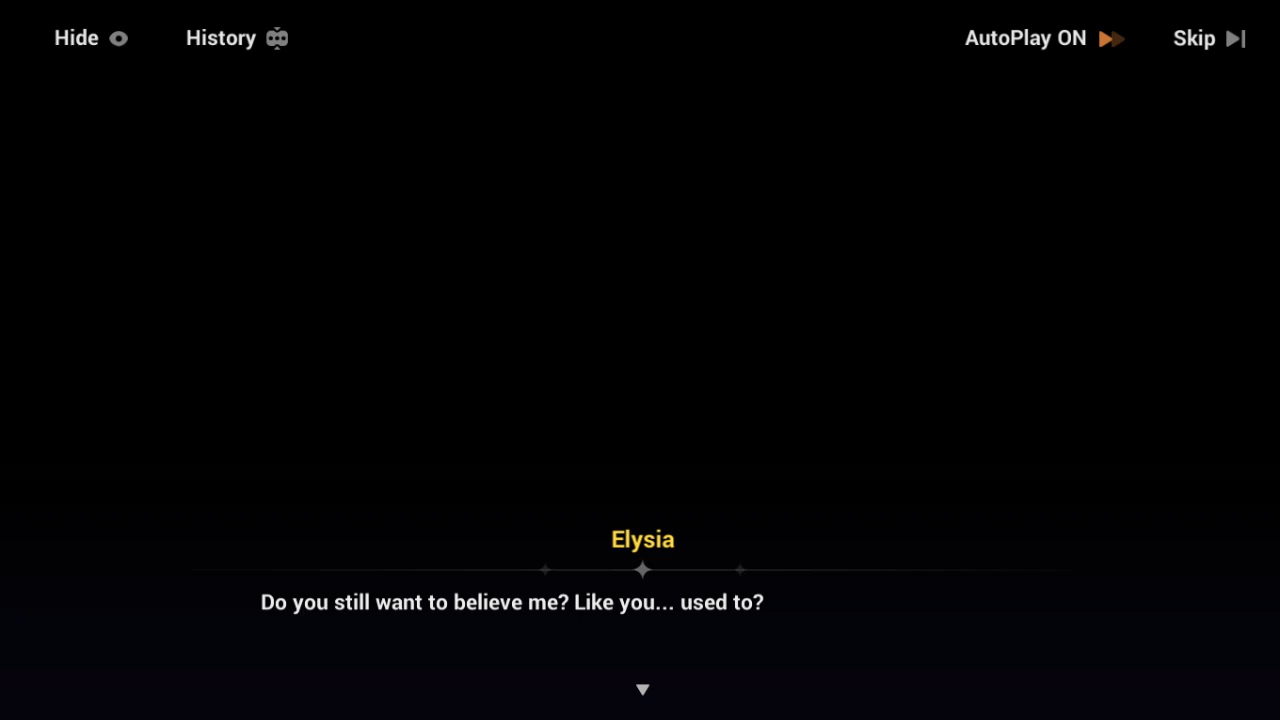 Hide
History
AutoPlay ON
Skip
Elysia
Do you still want to believe me? Like you... used to?